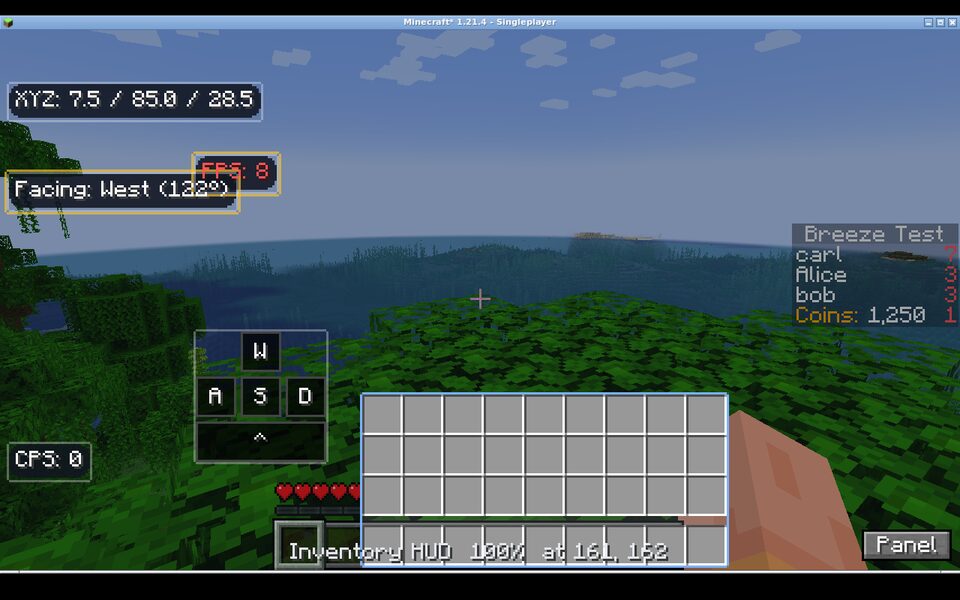 Minecraft* 1.21.4 - Singleplayer
XYZ: 7.5 / 85.0 / 28.5
FPS: 8
Facing: West (122°)
Breeze Test
carl 7
Alice 3
bob 3
Coins: 1,250 1
W
A S D
^
CPS: 0
Inventory HUD 100% at 161, 162
Panel